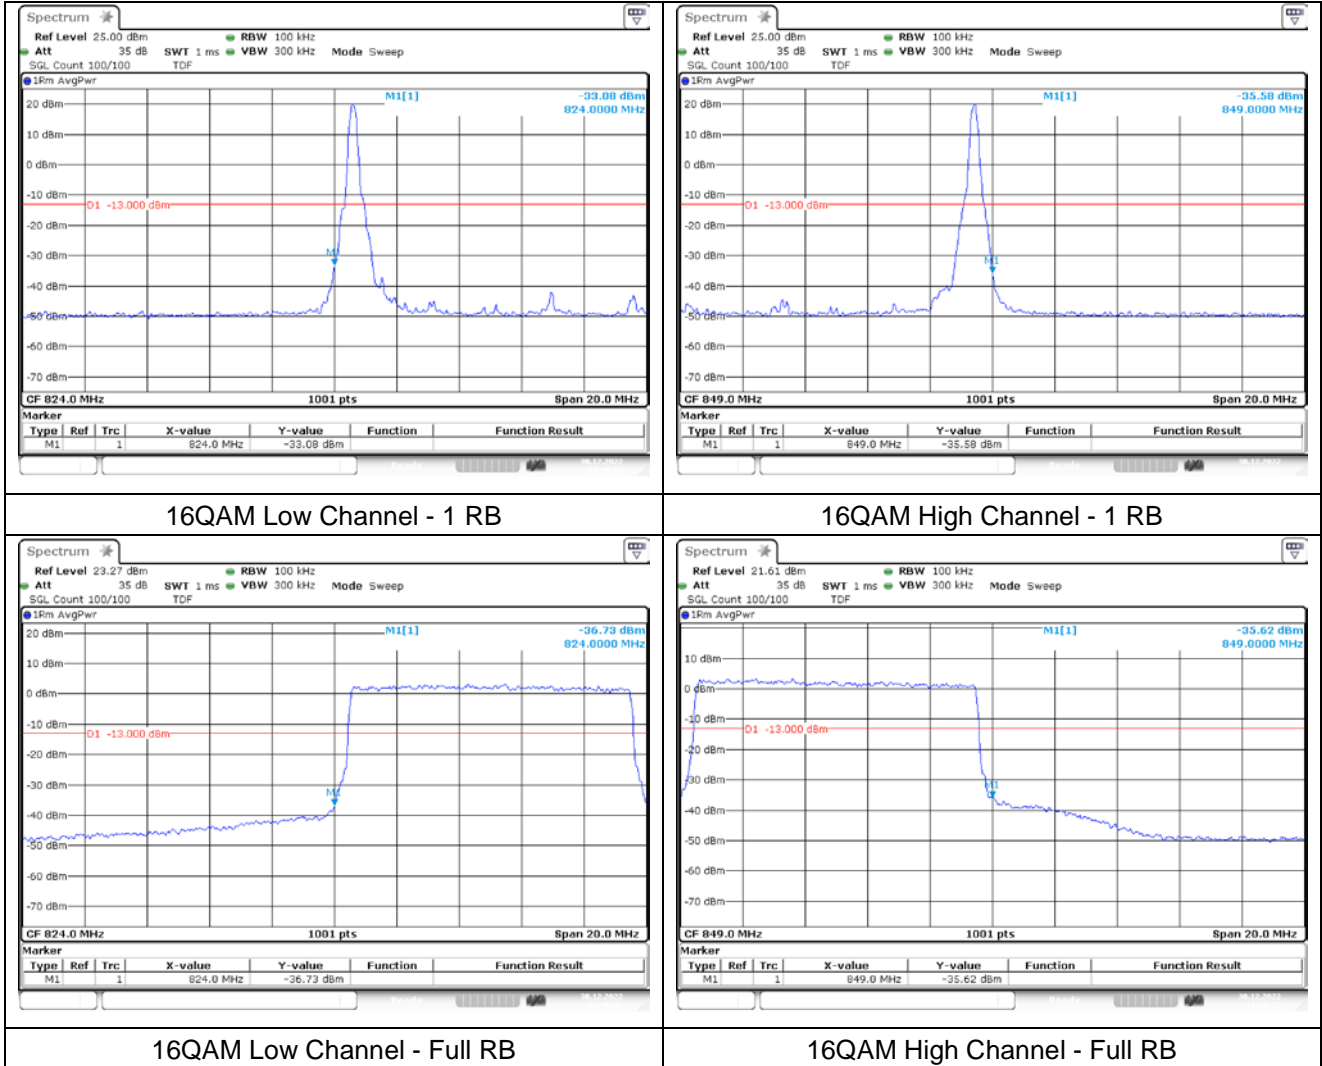 Spectrum
Ref Level 25.00 dBm RBW 100 kHz
Att 35 dB SWT 1 ms VBW 300 kHz Mode Sweep
SGL Count 100/100 TDF
1Rm AvgPwr
M1[1] -33.08 dBm
824.0000 MHz
20 dBm
10 dBm
0 dBm
-10 dBm
D1 -13.000 dBm
-20 dBm
-30 dBm
M1
-40 dBm
-50 dBm
-60 dBm
-70 dBm
CF 824.0 MHz 1001 pts Span 20.0 MHz
Marker
Type Ref Trc X-value Y-value Function Function Result
M1 1 824.0 MHz -33.08 dBm
16QAM Low Channel - 1 RB
Spectrum
Ref Level 25.00 dBm RBW 100 kHz
Att 35 dB SWT 1 ms VBW 300 kHz Mode Sweep
SGL Count 100/100 TDF
1Rm AvgPwr
M1[1] -35.58 dBm
849.0000 MHz
20 dBm
10 dBm
0 dBm
-10 dBm
D1 -13.000 dBm
-20 dBm
-30 dBm
M1
-40 dBm
-50 dBm
-60 dBm
-70 dBm
CF 849.0 MHz 1001 pts Span 20.0 MHz
Marker
Type Ref Trc X-value Y-value Function Function Result
M1 1 849.0 MHz -35.58 dBm
16QAM High Channel - 1 RB
Spectrum
Ref Level 23.27 dBm RBW 100 kHz
Att 35 dB SWT 1 ms VBW 300 kHz Mode Sweep
SGL Count 100/100 TDF
1Rm AvgPwr
M1[1] -36.73 dBm
824.0000 MHz
20 dBm
10 dBm
0 dBm
-10 dBm
D1 -13.000 dBm
-20 dBm
-30 dBm
M1
-40 dBm
-50 dBm
-60 dBm
-70 dBm
CF 824.0 MHz 1001 pts Span 20.0 MHz
Marker
Type Ref Trc X-value Y-value Function Function Result
M1 1 824.0 MHz -36.73 dBm
16QAM Low Channel - Full RB
Spectrum
Ref Level 21.61 dBm RBW 100 kHz
Att 35 dB SWT 1 ms VBW 300 kHz Mode Sweep
SGL Count 100/100 TDF
1Rm AvgPwr
M1[1] -35.62 dBm
849.0000 MHz
10 dBm
0 dBm
-10 dBm
D1 -13.000 dBm
-20 dBm
-30 dBm
M1
-40 dBm
-50 dBm
-60 dBm
-70 dBm
CF 849.0 MHz 1001 pts Span 20.0 MHz
Marker
Type Ref Trc X-value Y-value Function Function Result
M1 1 849.0 MHz -35.62 dBm
16QAM High Channel - Full RB